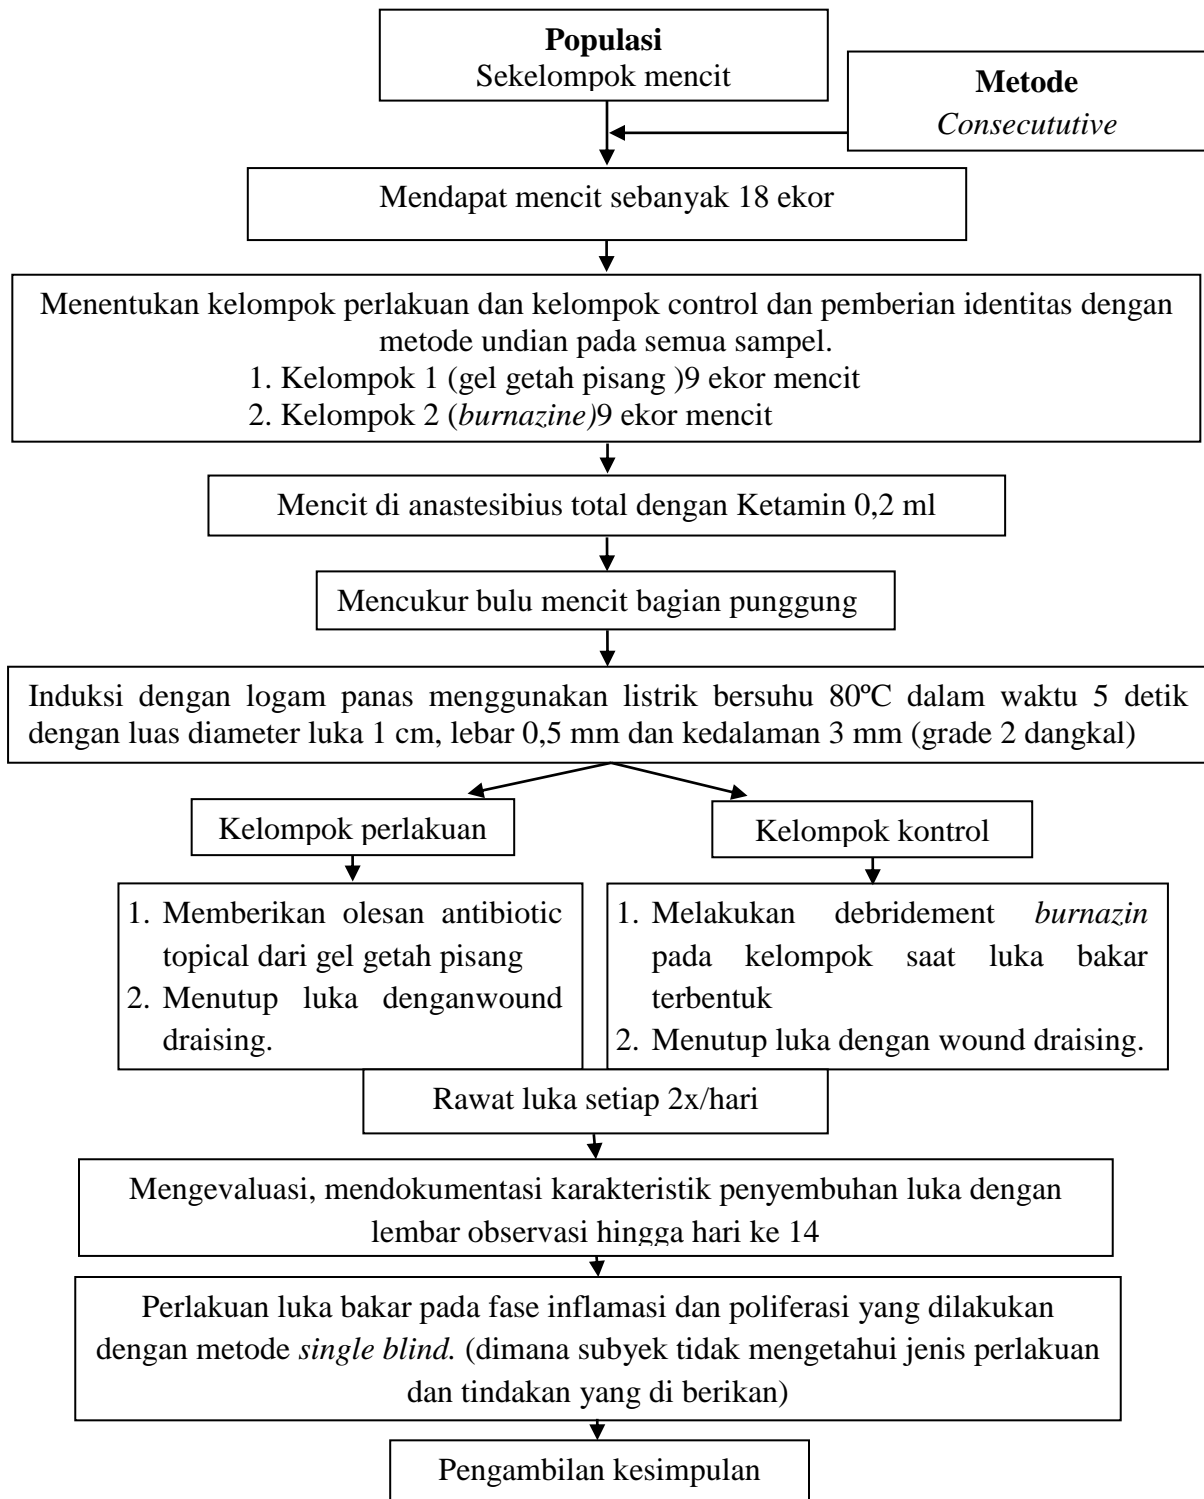 Populasi
Sekelompok mencit
Metode
Consecututive
Mendapat mencit sebanyak 18 ekor
Menentukan kelompok perlakuan dan kelompok control dan pemberian identitas dengan
metode undian pada semua sampel.
1. Kelompok 1 (gel getah pisang )9 ekor mencit
2. Kelompok 2 (burnazine)9 ekor mencit
Mencit di anastesibius total dengan Ketamin 0,2 ml
Mencukur bulu mencit bagian punggung
Induksi dengan logam panas menggunakan listrik bersuhu 80ºC dalam waktu 5 detik
dengan luas diameter luka 1 cm, lebar 0,5 mm dan kedalaman 3 mm (grade 2 dangkal)
Kelompok perlakuan
Kelompok kontrol
1. Memberikan olesan antibiotic
topical dari gel getah pisang
2. Menutup luka denganwound
draising.
1. Melakukan debridement burnazin
pada kelompok saat luka bakar
terbentuk
2. Menutup luka dengan wound draising.
Rawat luka setiap 2x/hari
Mengevaluasi, mendokumentasi karakteristik penyembuhan luka dengan
lembar observasi hingga hari ke 14
Perlakuan luka bakar pada fase inflamasi dan poliferasi yang dilakukan
dengan metode single blind. (dimana subyek tidak mengetahui jenis perlakuan
dan tindakan yang di berikan)
Pengambilan kesimpulan